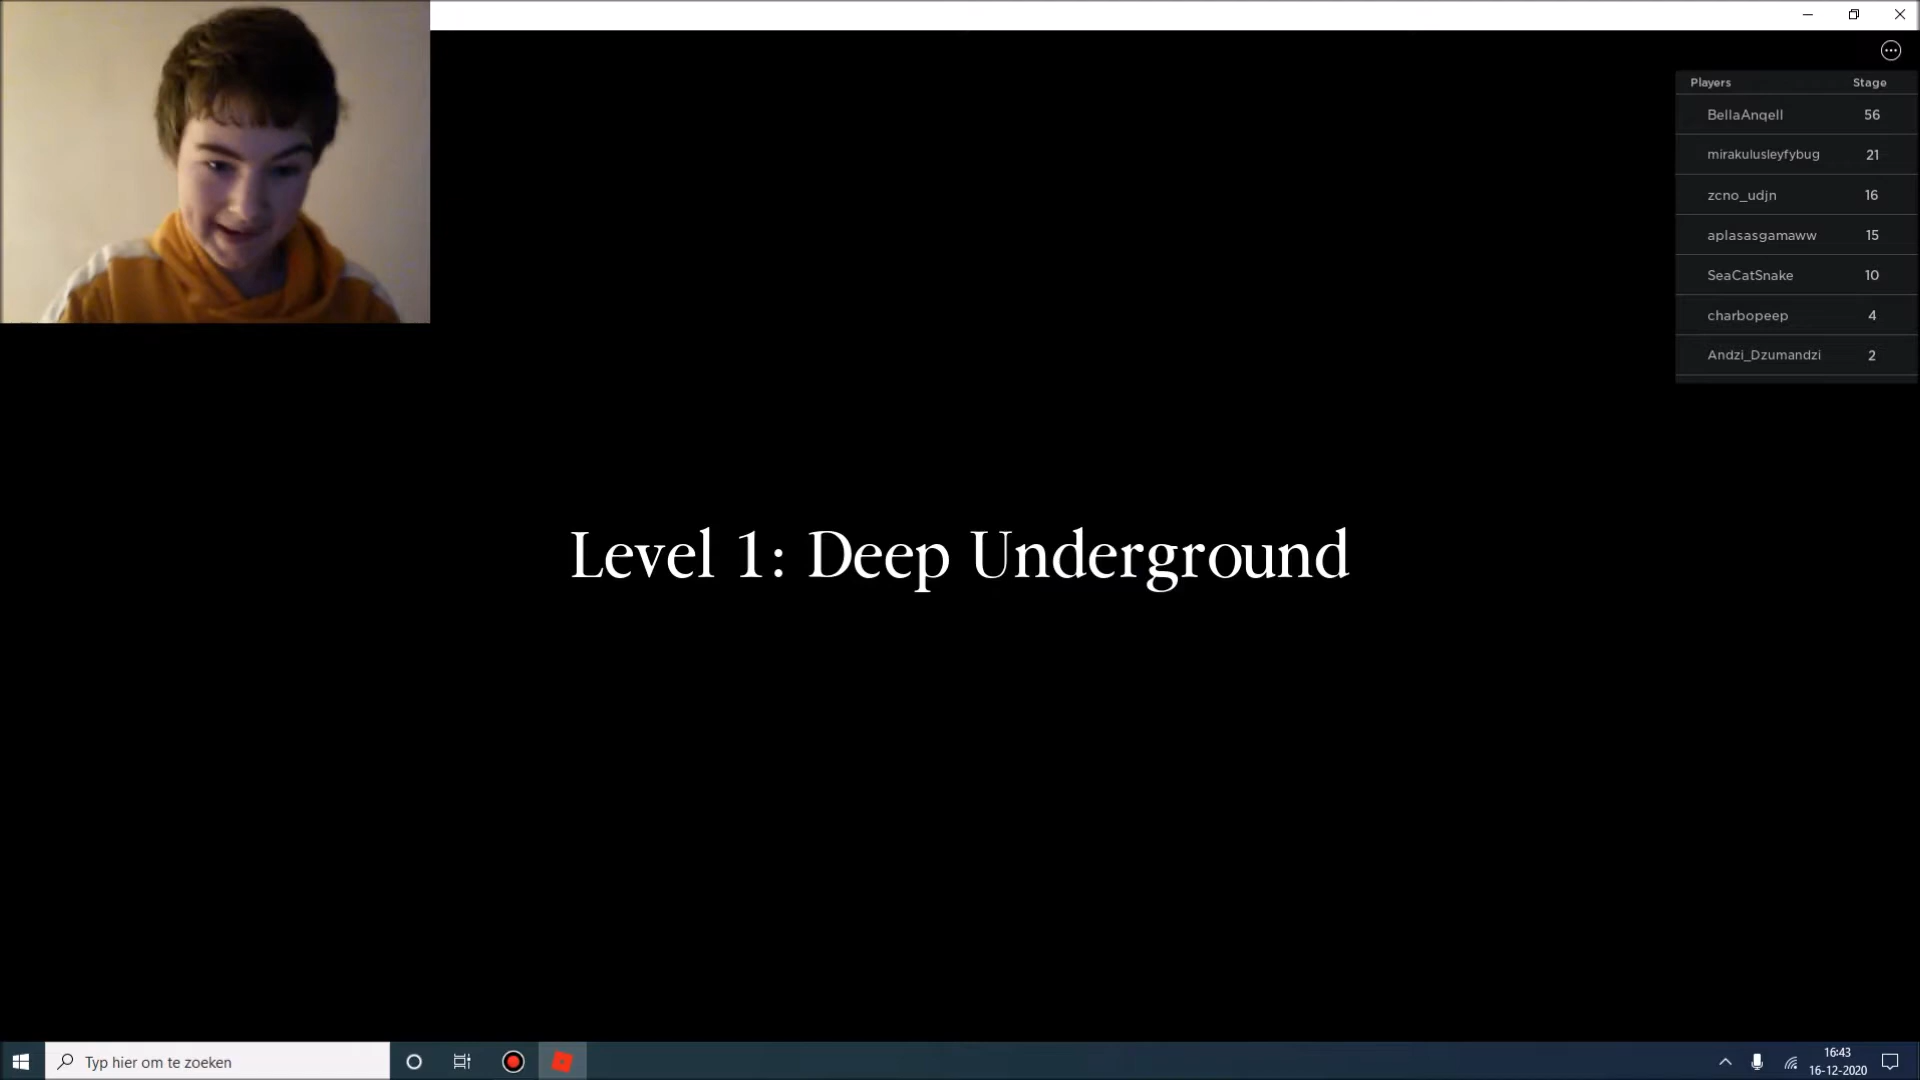 Players Stage
BellaAnqell 56
mirakulusleyfybug 21
zcno_udjn 16
aplasasgamaww 15
SeaCatSnake 10
charbopeep 4
Andzi_Dzumandzi 2
Level 1: Deep Underground
Typ hier om te zoeken
16:43
16-12-2020